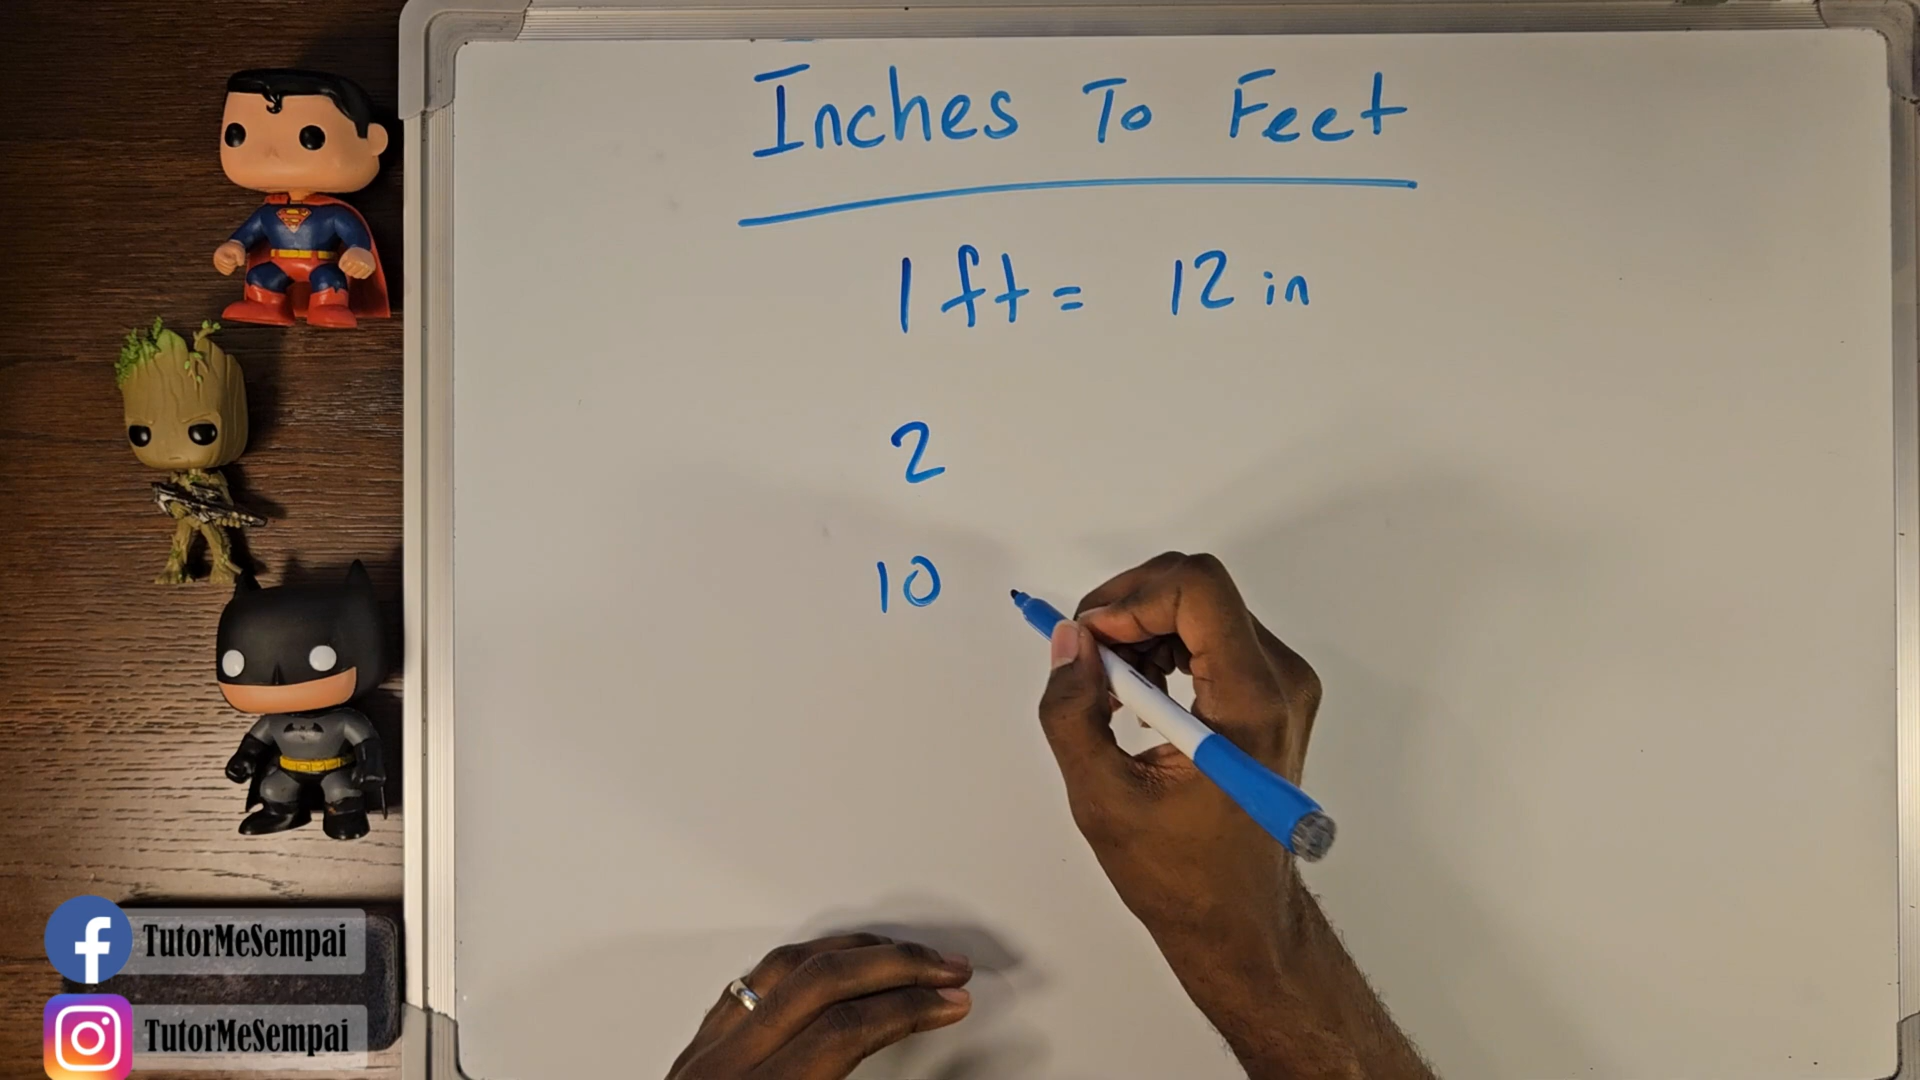 Inches To Feet
1 ft = 12 in
2
10
TutorMeSempai
TutorMeSempai